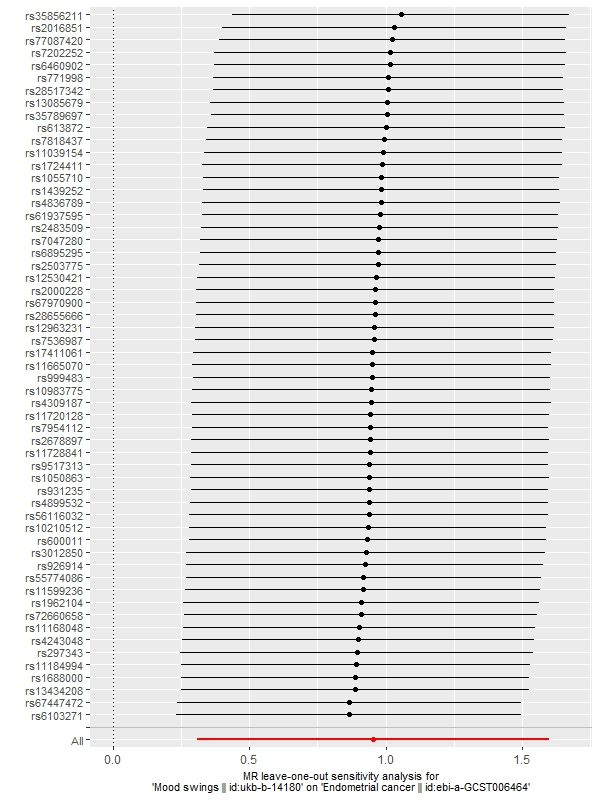 rs35856211
rs2016851
rs77087420
rs7202252
rs6460902
rs771998
rs28517342
rs13085679
rs35789697
rs613872
rs7818437
rs11039154
rs1724411
rs1055710
rs1439252
rs4836789
rs61937595
rs2483509
rs7047280
rs6895295
rs2503775
rs12530421
rs2000228
rs67970900
rs28655666
rs12963231
rs7536987
rs17411061
rs11665070
rs999483
rs10983775
rs4309187
rs11720128
rs7954112
rs2678897
rs11728841
rs9517313
rs1050863
rs931235
rs4899532
rs56116032
rs10210512
rs600011
rs3012850
rs926914
rs55774086
rs11599236
rs1962104
rs72660658
rs11168048
rs4243048
rs297343
rs11184994
rs1688000
rs13434208
rs67447472
rs6103271
All
0.0 0.5 1.0 1.5
MR leave-one-out sensitivity analysis for
'Mood swings || id:ukb-b-14180' on 'Endometrial cancer || id:ebi-a-GCST006464'